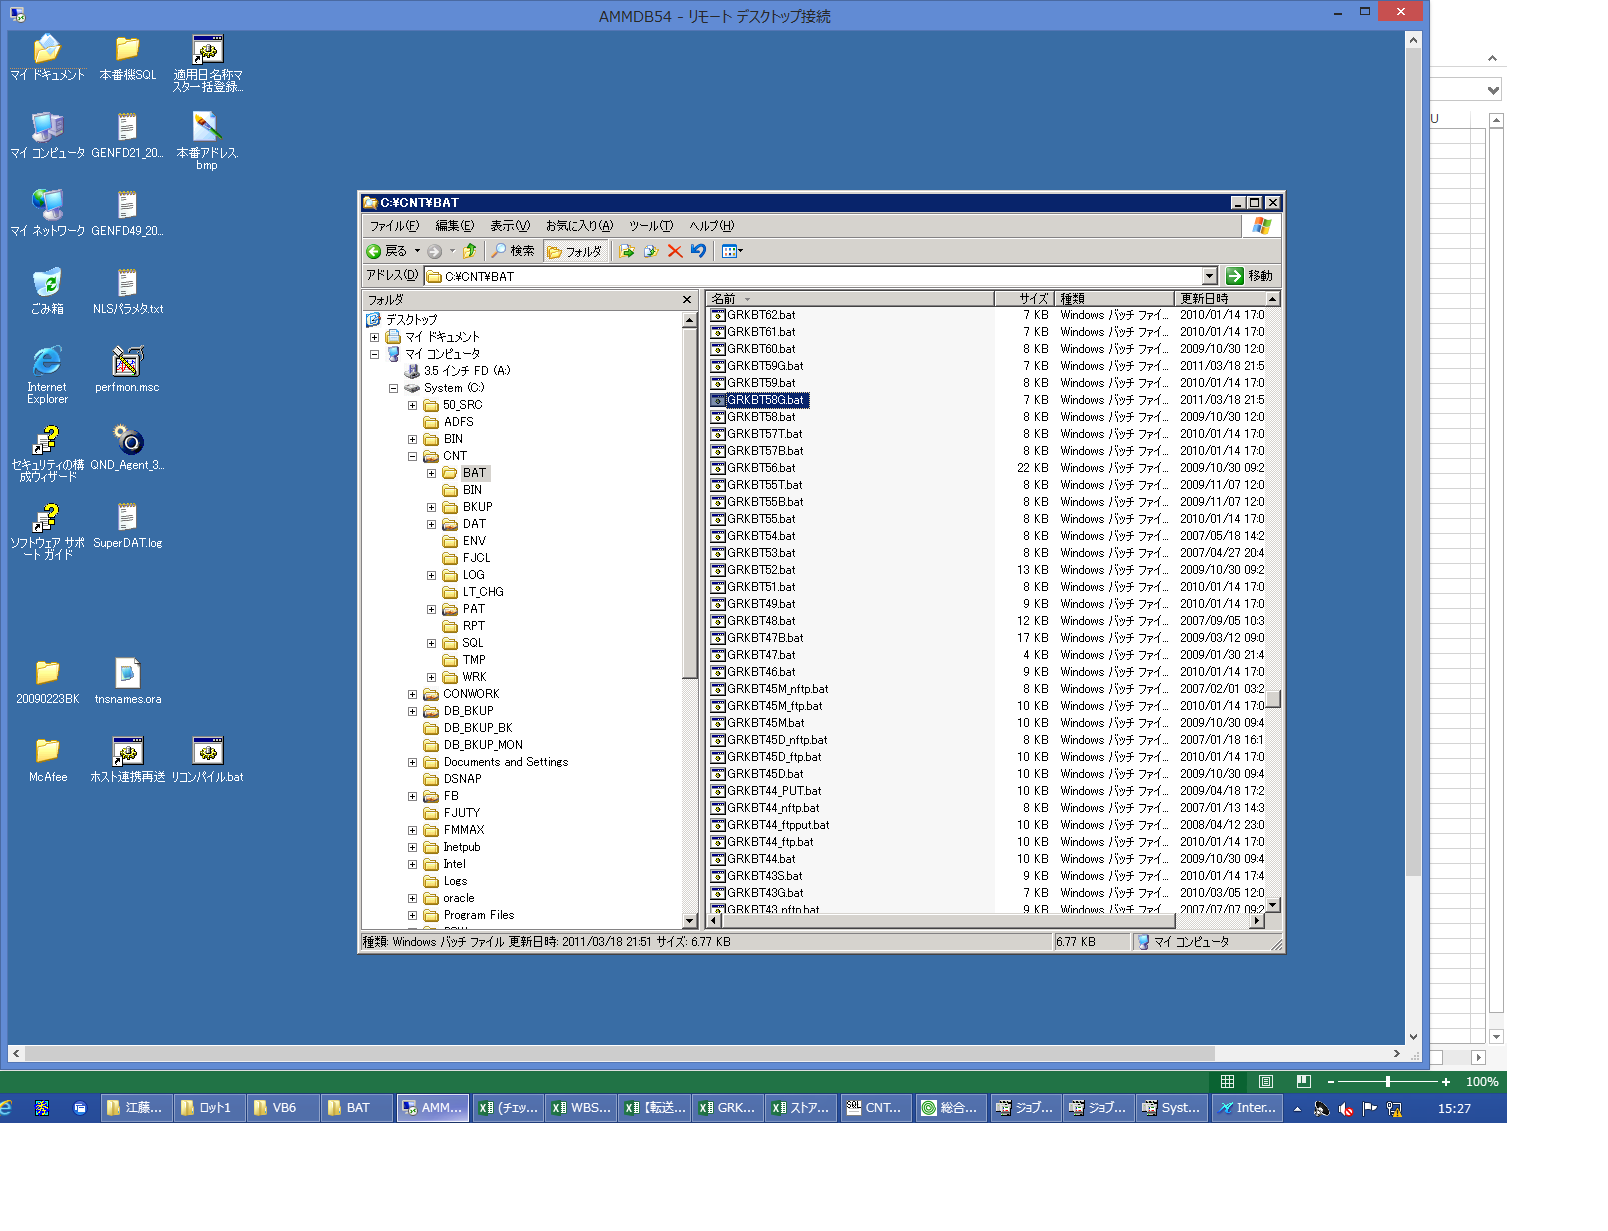 AMMDB54 - リモート デスクトップ接続
マイ ドキュメント
本番機SQL
適用日名称マ
スター括登録...
マイ コンピュータ
GENFD21_20...
本番アドレス.
bmp
マイ ネットワーク
GENFD49_20...
ごみ箱
NLSパラメタ.txt
Internet
Explorer
perfmon.msc
セキュリティの構
成ウィザード
QND_Agent_3...
ソフトウェア サポ
ート ガイド
SuperDAT.log
20090223BK
tnsnames.ora
McAfee
ホスト連携再送
リコンパイル.bat
C:¥CNT¥BAT
ファイル(F) 編集(E) 表示(V) お気に入り(A) ツール(T) ヘルプ(H)
戻る 検索 フォルダ
アドレス(D) C:¥CNT¥BAT 移動
フォルダ
デスクトップ
マイ ドキュメント
マイ コンピュータ
3.5 インチ FD (A:)
System (C:)
50_SRC
ADFS
BIN
CNT
BAT
BIN
BKUP
DAT
ENV
FJCL
LOG
LT_CHG
PAT
RPT
SQL
TMP
WRK
CONWORK
DB_BKUP
DB_BKUP_BK
DB_BKUP_MON
Documents and Settings
DSNAP
FB
FJUTY
FMMAX
Inetpub
Intel
Logs
oracle
Program Files
名前 サイズ 種類 更新日時
GRKBT62.bat 7 KB Windows バッチ ファイ... 2010/01/14 17:0
GRKBT61.bat 7 KB Windows バッチ ファイ... 2010/01/14 17:0
GRKBT60.bat 8 KB Windows バッチ ファイ... 2009/10/30 12:0
GRKBT59G.bat 7 KB Windows バッチ ファイ... 2011/03/18 21:5
GRKBT59.bat 8 KB Windows バッチ ファイ... 2010/01/14 17:0
GRKBT58G.bat 7 KB Windows バッチ ファイ... 2011/03/18 21:5
GRKBT58.bat 8 KB Windows バッチ ファイ... 2009/10/30 12:0
GRKBT57T.bat 8 KB Windows バッチ ファイ... 2010/01/14 17:0
GRKBT57B.bat 8 KB Windows バッチ ファイ... 2010/01/14 17:0
GRKBT56.bat 22 KB Windows バッチ ファイ... 2009/10/30 09:2
GRKBT55T.bat 8 KB Windows バッチ ファイ... 2009/11/07 12:0
GRKBT55B.bat 8 KB Windows バッチ ファイ... 2009/11/07 12:0
GRKBT55.bat 8 KB Windows バッチ ファイ... 2010/01/14 17:0
GRKBT54.bat 8 KB Windows バッチ ファイ... 2007/05/18 14:2
GRKBT53.bat 8 KB Windows バッチ ファイ... 2007/04/27 20:4
GRKBT52.bat 13 KB Windows バッチ ファイ... 2009/10/30 09:2
GRKBT51.bat 8 KB Windows バッチ ファイ... 2010/01/14 17:0
GRKBT49.bat 9 KB Windows バッチ ファイ... 2010/01/14 17:0
GRKBT48.bat 12 KB Windows バッチ ファイ... 2007/09/05 10:3
GRKBT47B.bat 17 KB Windows バッチ ファイ... 2009/03/12 09:0
GRKBT47.bat 4 KB Windows バッチ ファイ... 2009/01/30 21:4
GRKBT46.bat 9 KB Windows バッチ ファイ... 2010/01/14 17:0
GRKBT45M_nftp.bat 8 KB Windows バッチ ファイ... 2007/02/01 03:2
GRKBT45M_ftp.bat 10 KB Windows バッチ ファイ... 2010/01/14 17:0
GRKBT45M.bat 10 KB Windows バッチ ファイ... 2009/10/30 09:4
GRKBT45D_nftp.bat 8 KB Windows バッチ ファイ... 2007/01/18 16:1
GRKBT45D_ftp.bat 10 KB Windows バッチ ファイ... 2010/01/14 17:0
GRKBT45D.bat 10 KB Windows バッチ ファイ... 2009/10/30 09:4
GRKBT44_PUT.bat 10 KB Windows バッチ ファイ... 2009/04/18 17:2
GRKBT44_nftp.bat 8 KB Windows バッチ ファイ... 2007/01/13 14:3
GRKBT44_ftpput.bat 10 KB Windows バッチ ファイ... 2008/04/12 23:0
GRKBT44_ftp.bat 10 KB Windows バッチ ファイ... 2010/01/14 17:0
GRKBT44.bat 10 KB Windows バッチ ファイ... 2009/10/30 09:4
GRKBT43S.bat 9 KB Windows バッチ ファイ... 2010/01/14 17:4
GRKBT43G.bat 7 KB Windows バッチ ファイ... 2010/03/05 12:0
GRKBT43_nftp.bat 9 KB Windows バッチ ファイ... 2007/07/07 09:2
種類: Windows バッチ ファイル 更新日時: 2011/03/18 21:51 サイズ: 6.77 KB 6.77 KB マイ コンピュータ
U
100%
江藤... ロット1 VB6 BAT AMM... (チェッ... WBS... 【転送... GRK... ストア... CNT... 総合... ジョブ... ジョブ... Syst... Inter... 15:27